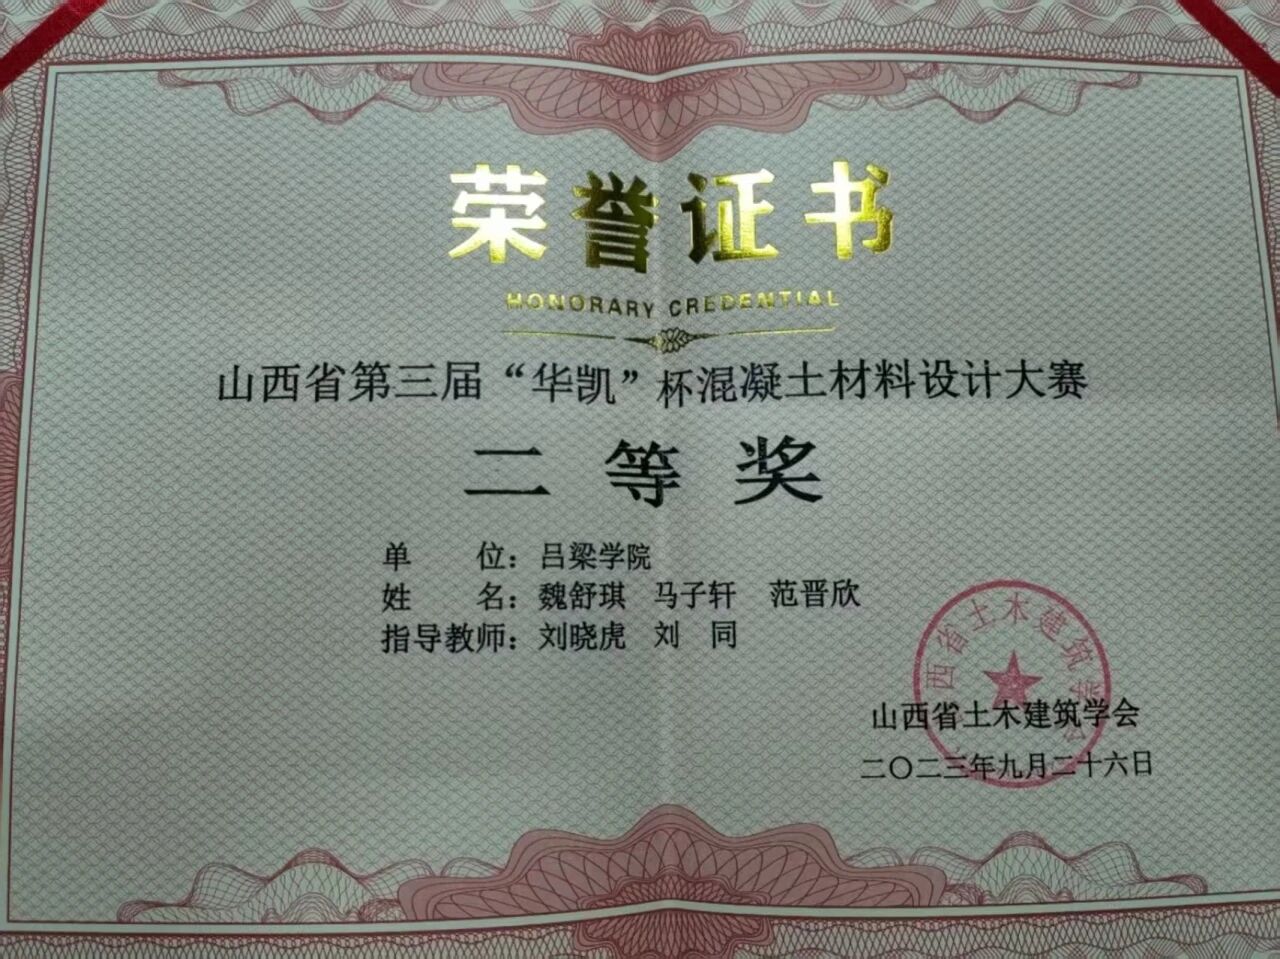 荣誉证书
HONORARY CREDENTIAL
山西省第三届“华凯”杯混凝土材料设计大赛
二等奖
单 位：吕梁学院
姓 名：魏舒琪 马子轩 范晋欣
指导教师：刘晓虎 刘 同
山西省土木建筑学会
山西省土木建筑学会
二〇二三年九月二十六日